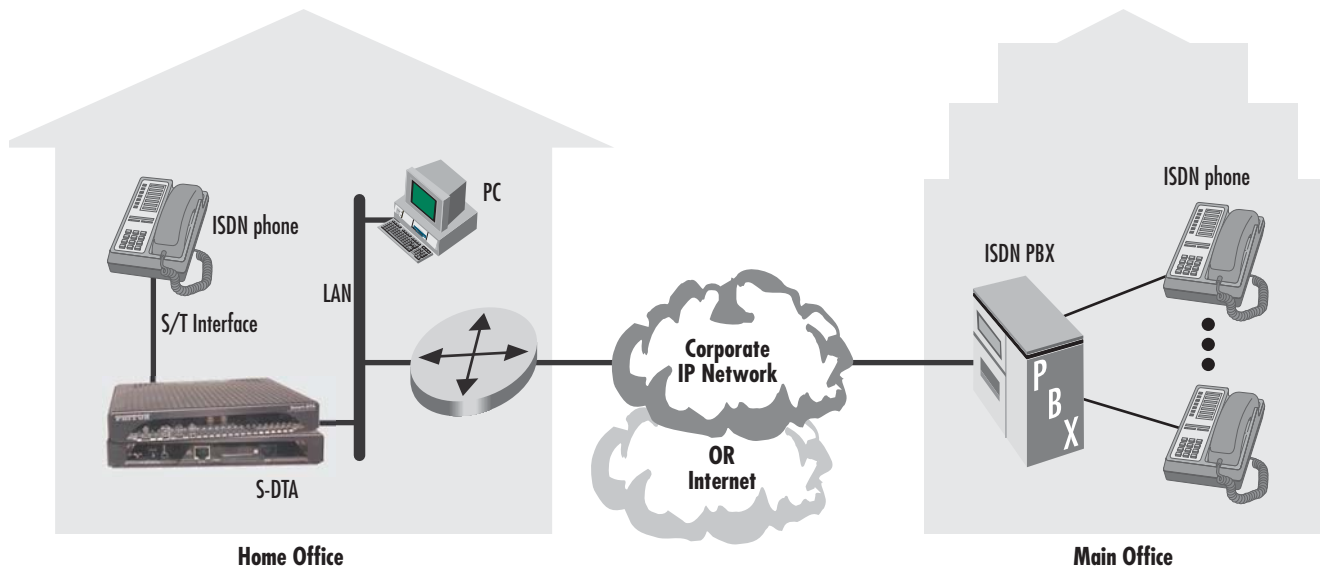 ISDN phone
PC
LAN
S/T Interface
S-DTA
Home Office
Corporate
IP Network
OR
Internet
ISDN PBX
P
B
X
ISDN phone
Main Office